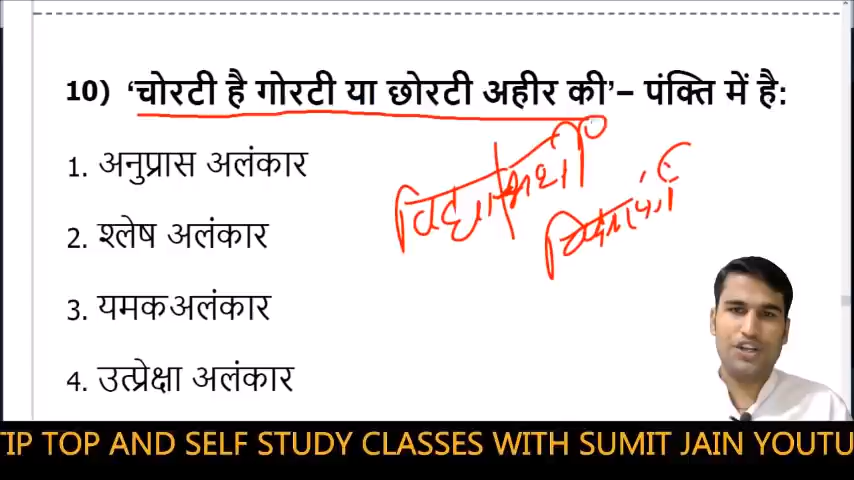 10) ‘चोरटी है गोरटी या छोरटी अहीर की’– पंक्ति में है:
1. अनुप्रास अलंकार
विद्या अर्थी
2. श्लेष अलंकार
3. यमकअलंकार
4. उत्प्रेक्षा अलंकार
TIP TOP AND SELF STUDY CLASSES WITH SUMIT JAIN YOUTU